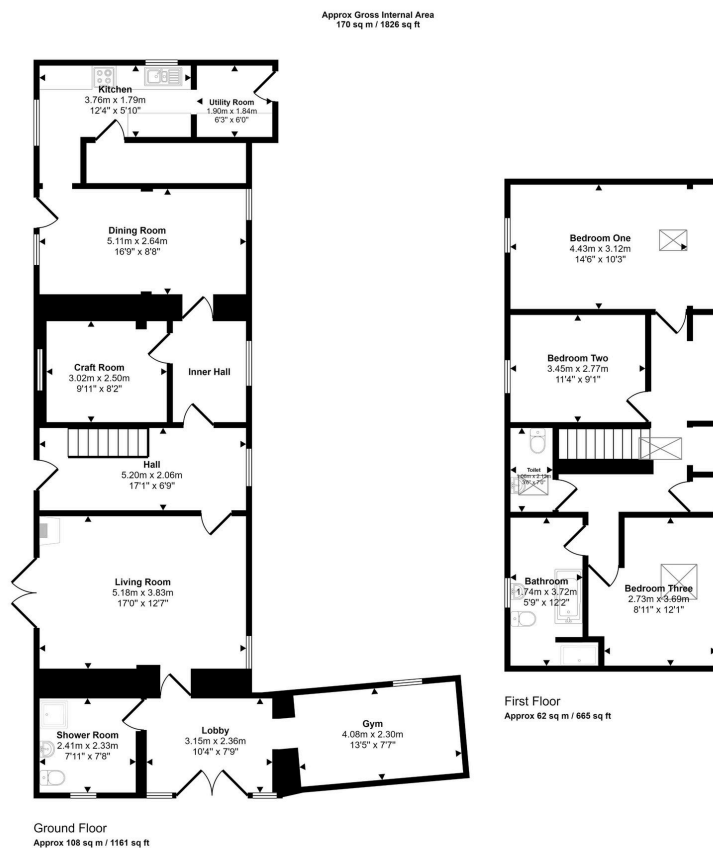 Approx Gross Internal Area
170 sq m / 1826 sq ft
Kitchen
3.76m x 1.79m
12'4" x 5'10"
Utility Room
1.90m x 1.84m
6'3" x 6'0"
Dining Room
5.11m x 2.64m
16'9" x 8'8"
Craft Room
3.02m x 2.50m
9'11" x 8'2"
Inner Hall
Hall
5.20m x 2.06m
17'1" x 6'9"
Living Room
5.18m x 3.83m
17'0" x 12'7"
Shower Room
2.41m x 2.33m
7'11" x 7'8"
Lobby
3.15m x 2.36m
10'4" x 7'9"
Gym
4.08m x 2.30m
13'5" x 7'7"
Ground Floor
Approx 108 sq m / 1161 sq ft
Bedroom One
4.43m x 3.12m
14'6" x 10'3"
Bedroom Two
3.45m x 2.77m
11'4" x 9'1"
Toilet
Bathroom
1.74m x 3.72m
5'9" x 12'2"
Bedroom Three
2.73m x 3.69m
8'11" x 12'1"
First Floor
Approx 62 sq m / 665 sq ft